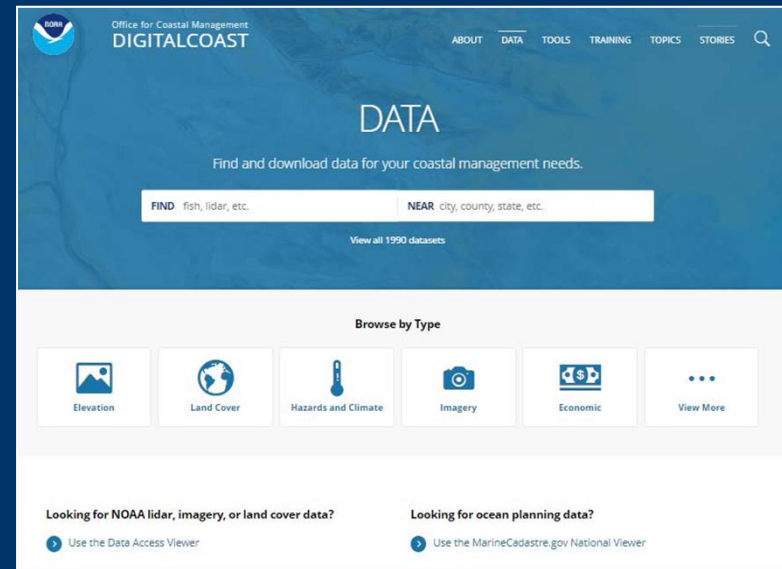 NOAA
Office for Coastal Management
DIGITALCOAST
ABOUT DATA TOOLS TRAINING TOPICS STORIES
DATA
Find and download data for your coastal management needs.
FIND fish, lidar, etc. NEAR city, county, state, etc.
View all 1990 datasets
Browse by Type
Elevation Land Cover Hazards and Climate Imagery Economic View More
Looking for NOAA lidar, imagery, or land cover data? Looking for ocean planning data?
Use the Data Access Viewer Use the MarineCadastre.gov National Viewer